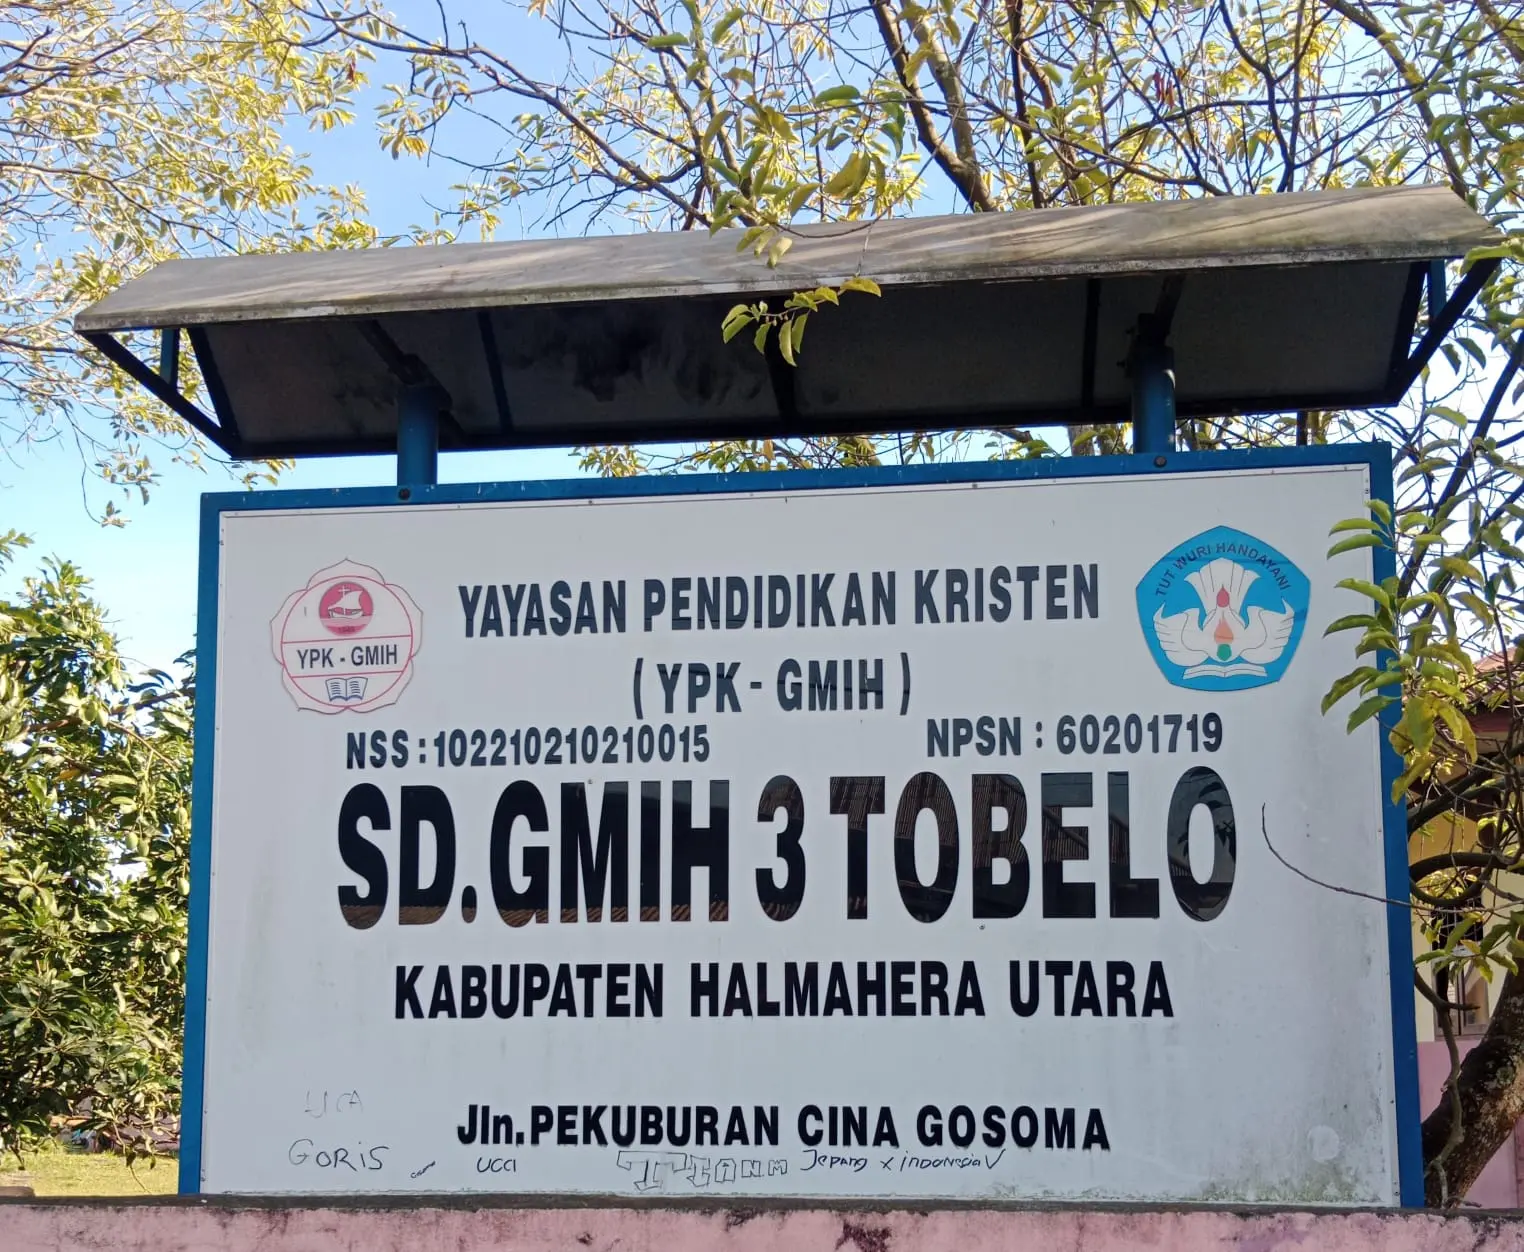 YAYASAN PENDIDIKAN KRISTEN
( YPK - GMIH )
YPK - GMIH
TUT WURI HANDAYANI
NSS : 102210210210015
NPSN : 60201719
SD. GMIH 3 TOBELO
KABUPATEN HALMAHERA UTARA
Jln. PEKUBURAN CINA GOSOMA
GORIS
UCCI
Jepang x indonesia